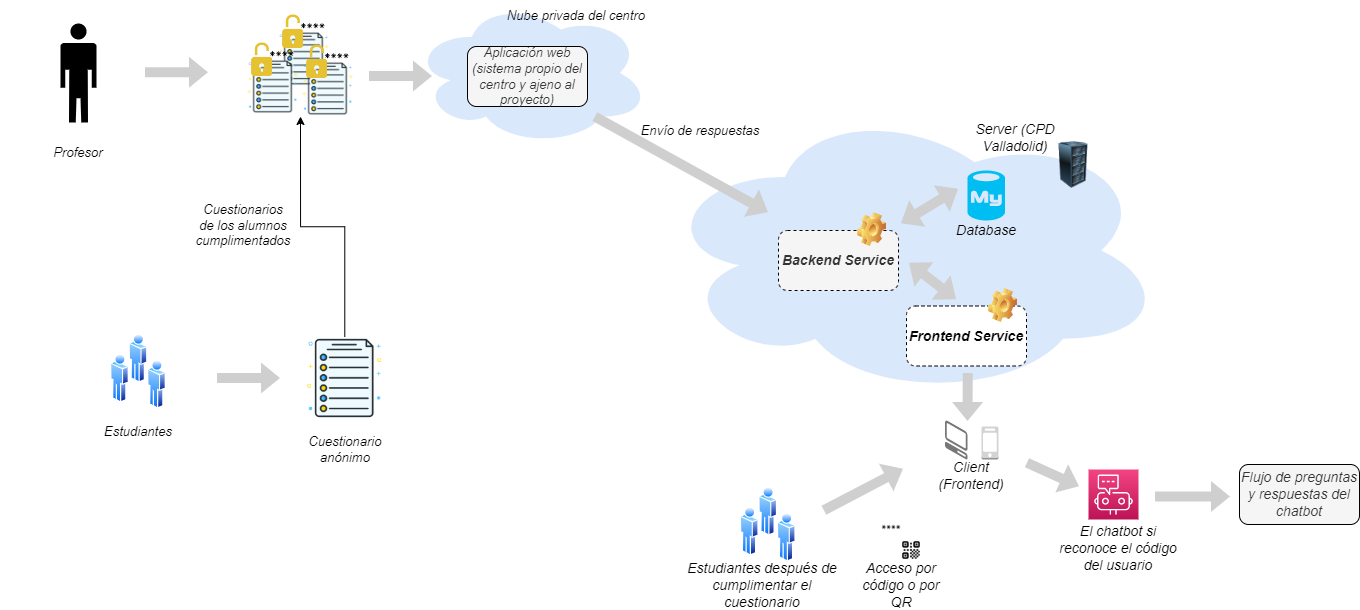 Nube privada del centro
****
****
****
Aplicación web
(sistema propio del
centro y ajeno al
proyecto)
Profesor
Envío de respuestas
Server (CPD
Valladolid)
My
Database
Cuestionarios
de los alumnos
cumplimentados
Backend Service
Frontend Service
Estudiantes
Cuestionario
anónimo
Client
(Frontend)
Flujo de preguntas
y respuestas del
chatbot
****
El chatbot si
reconoce el código
del usuario
Estudiantes después de
cumplimentar el
cuestionario
Acceso por
código o por
QR